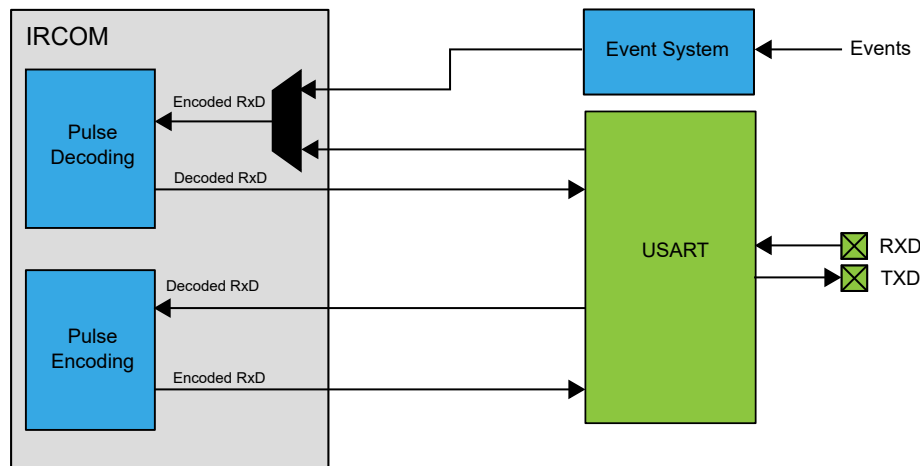 IRCOM
Event System
Events
Encoded RxD
Pulse
Decoding
Decoded RxD
USART
RXD
TXD
Decoded RxD
Pulse
Encoding
Encoded RxD